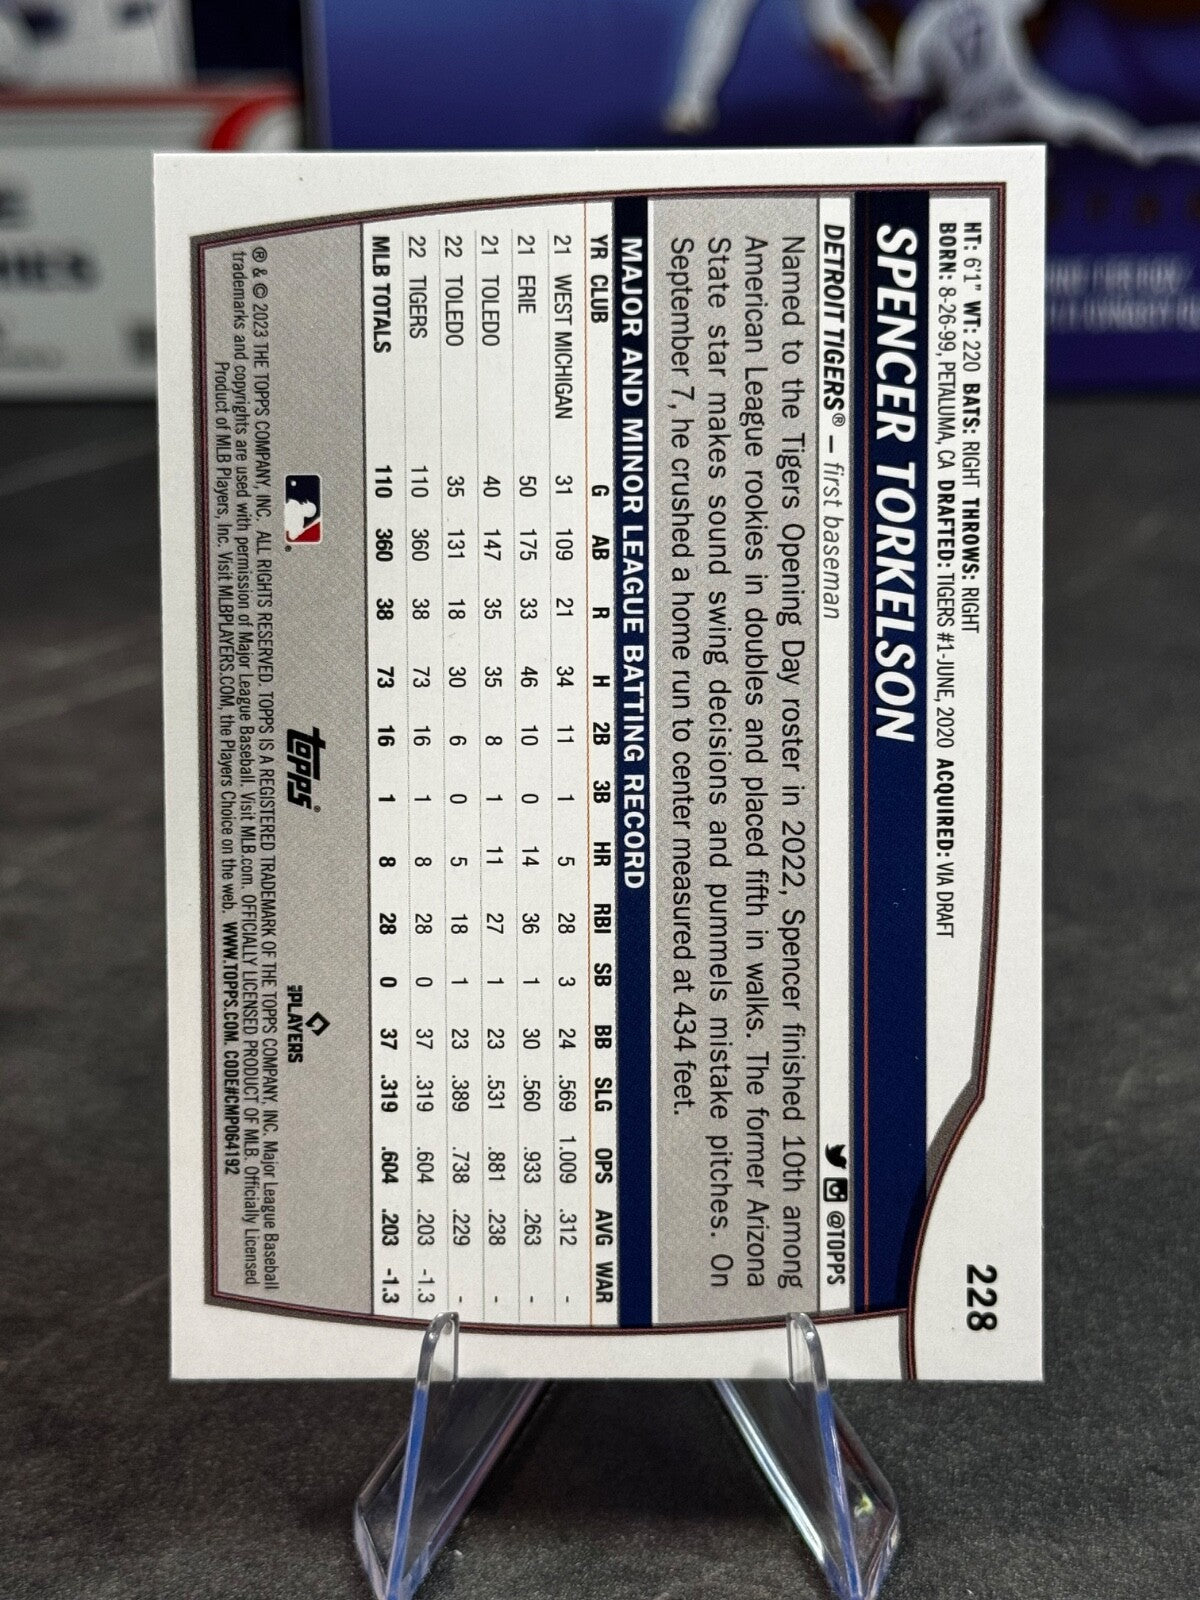 228
HT: 6'1" WT: 220 BATS: RIGHT THROWS: RIGHT
BORN: 8-26-99, PETALUMA, CA DRAFTED: TIGERS #1-JUNE, 2020 ACQUIRED: VIA DRAFT
SPENCER TORKELSON
DETROIT TIGERS® – first baseman @TOPPS
Named to the Tigers Opening Day roster in 2022, Spencer finished 10th among
American League rookies in doubles and placed fifth in walks. The former Arizona
State star makes sound swing decisions and pummels mistake pitches. On
September 7, he crushed a home run to center measured at 434 feet.
MAJOR AND MINOR LEAGUE BATTING RECORD
YR CLUB G AB R H 2B 3B HR RBI SB BB SLG OPS AVG WAR
21 WEST MICHIGAN 31 109 21 34 11 1 5 28 3 24 .569 1.009 .312 -
21 ERIE 50 175 33 46 10 0 14 36 1 30 .560 .933 .263 -
21 TOLEDO 40 147 35 35 8 1 11 27 1 23 .531 .881 .238 -
22 TOLEDO 35 131 18 30 6 0 5 18 1 23 .389 .738 .229 -
22 TIGERS 110 360 38 73 16 1 8 28 0 37 .319 .604 .203 -1.3
MLB TOTALS 110 360 38 73 16 1 8 28 0 37 .319 .604 .203 -1.3
topps®
PLAYERS
® & © 2023 THE TOPPS COMPANY, INC. ALL RIGHTS RESERVED. TOPPS IS A REGISTERED TRADEMARK OF THE TOPPS COMPANY, INC. Major League Baseball
trademarks and copyrights are used with permission of Major League Baseball. Visit MLB.com. OFFICIALLY LICENSED PRODUCT OF MLB. Officially Licensed
Product of MLB Players, Inc. Visit MLBPLAYERS.COM, the Players Choice on the web. WWW.TOPPS.COM. CODE#CMP064192